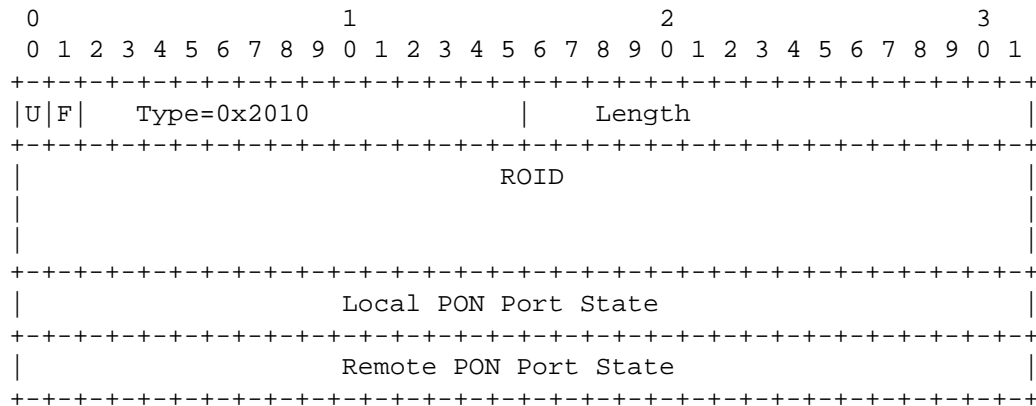 0                   1                   2                   3
 0 1 2 3 4 5 6 7 8 9 0 1 2 3 4 5 6 7 8 9 0 1 2 3 4 5 6 7 8 9 0 1
+-+-+-+-+-+-+-+-+-+-+-+-+-+-+-+-+-+-+-+-+-+-+-+-+-+-+-+-+-+-+-+-+
|U|F|   Type=0x2010             |    Length                     |
+-+-+-+-+-+-+-+-+-+-+-+-+-+-+-+-+-+-+-+-+-+-+-+-+-+-+-+-+-+-+-+-+
|                              ROID                             |
|                                                               |
|                                                               |
+-+-+-+-+-+-+-+-+-+-+-+-+-+-+-+-+-+-+-+-+-+-+-+-+-+-+-+-+-+-+-+-+
|                    Local PON Port State                       |
+-+-+-+-+-+-+-+-+-+-+-+-+-+-+-+-+-+-+-+-+-+-+-+-+-+-+-+-+-+-+-+-+
|                    Remote PON Port State                      |
+-+-+-+-+-+-+-+-+-+-+-+-+-+-+-+-+-+-+-+-+-+-+-+-+-+-+-+-+-+-+-+-+